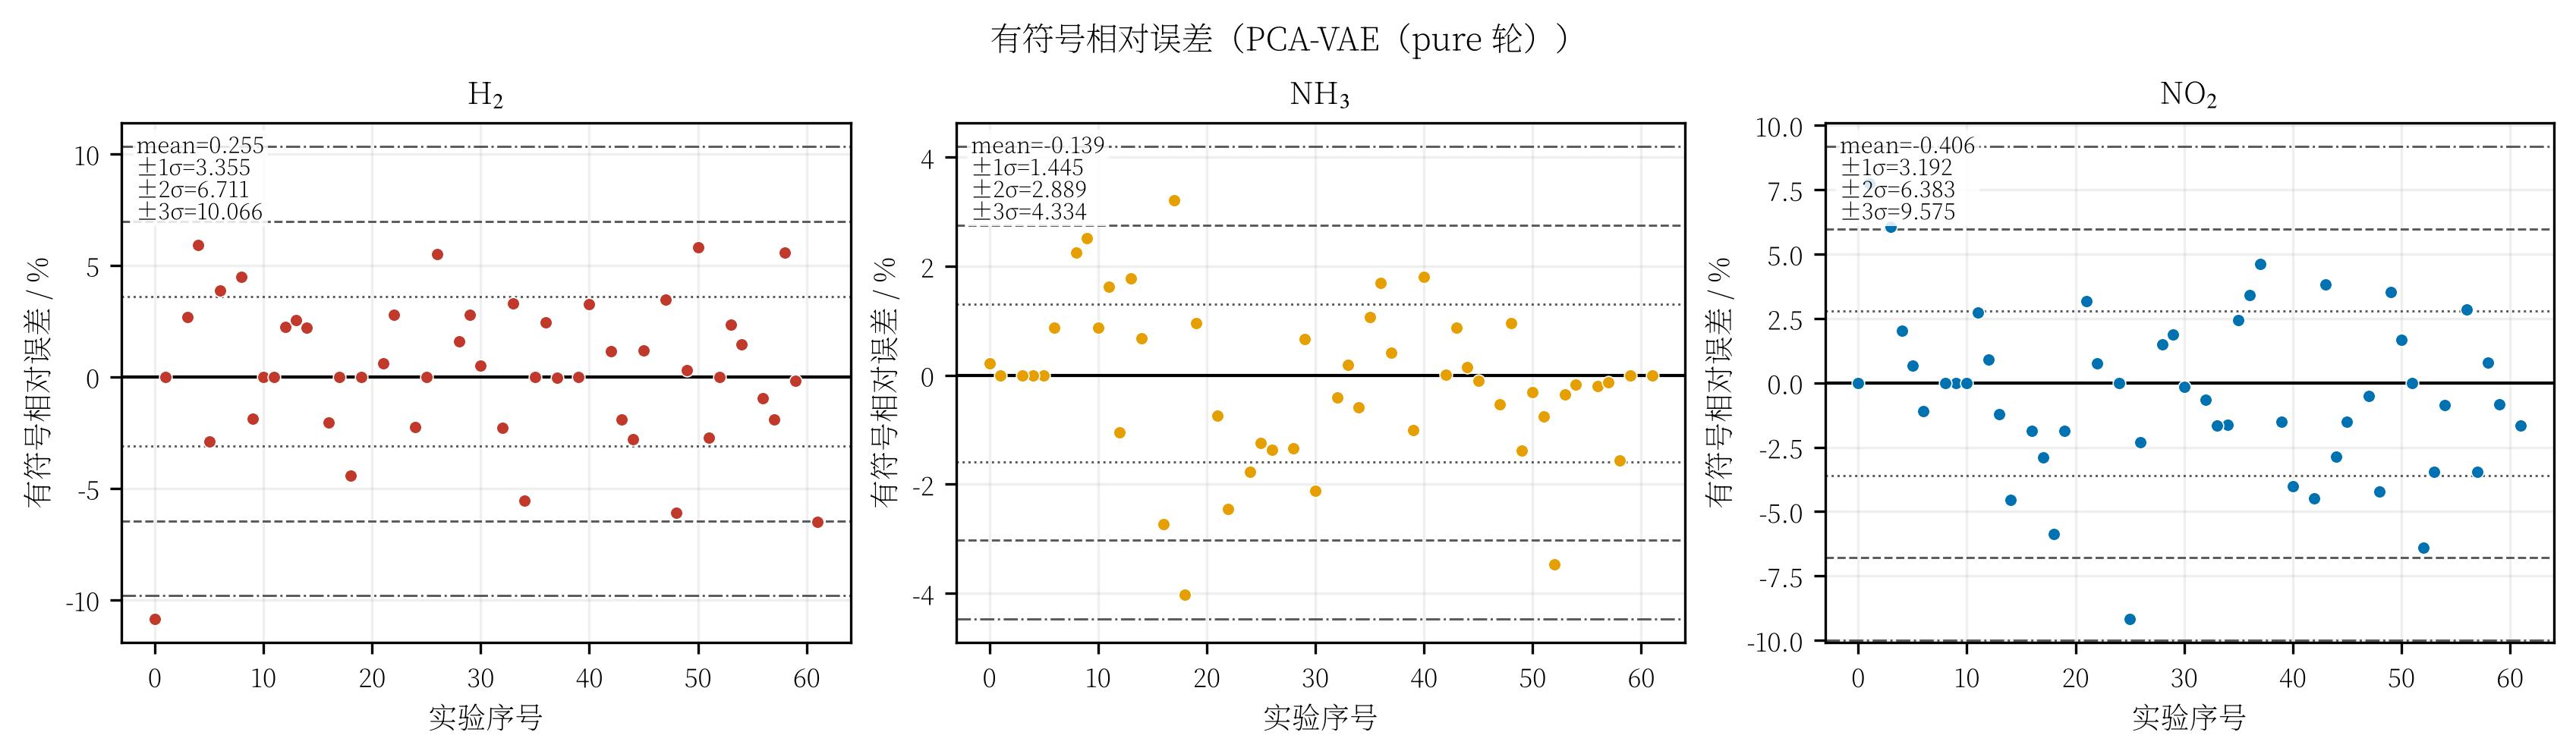 有符号相对误差（PCA-VAE（pure 轮））
H₂
mean=0.255
±1σ=3.355
±2σ=6.711
±3σ=10.066
有符号相对误差 / %
10
5
0
-5
-10
0 10 20 30 40 50 60
实验序号
NH₃
mean=-0.139
±1σ=1.445
±2σ=2.889
±3σ=4.334
有符号相对误差 / %
4
2
0
-2
-4
0 10 20 30 40 50 60
实验序号
NO₂
mean=-0.406
±1σ=3.192
±2σ=6.383
±3σ=9.575
有符号相对误差 / %
10.0
7.5
5.0
2.5
0.0
-2.5
-5.0
-7.5
-10.0
0 10 20 30 40 50 60
实验序号